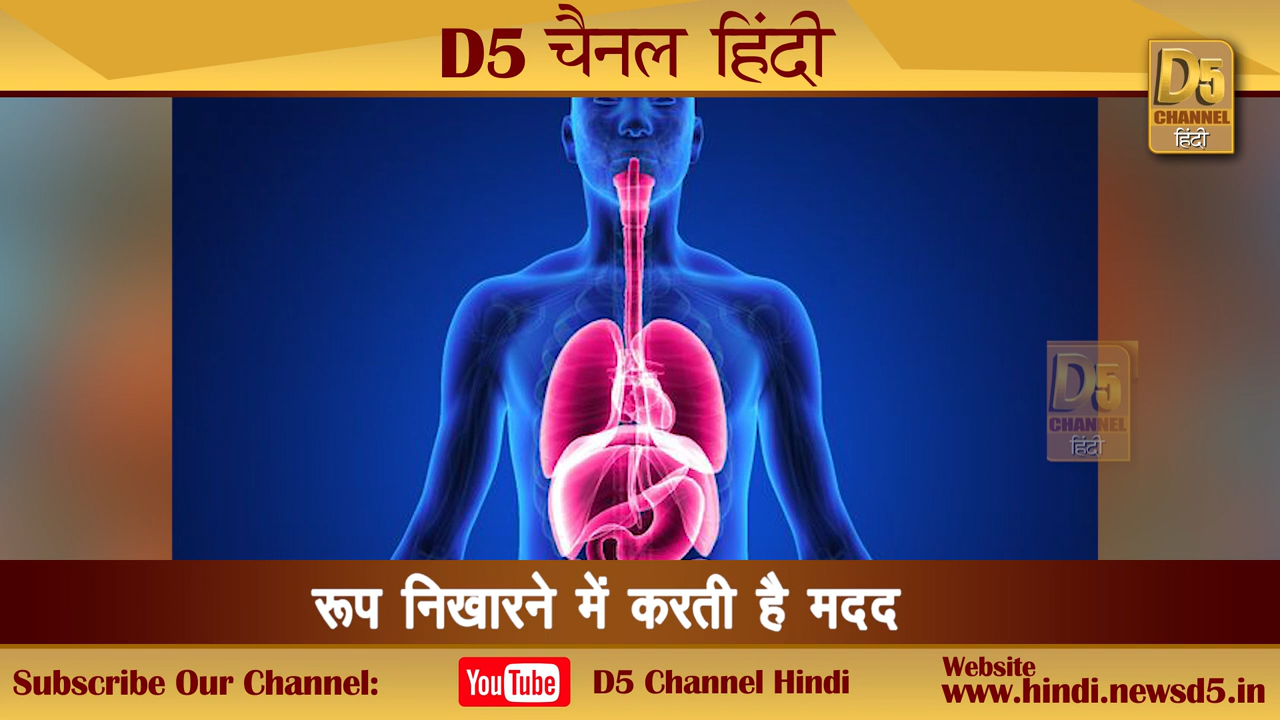 D5 चैनल हिंदी
D5
CHANNEL
हिंदी
D5
CHANNEL
हिंदी
रूप निखारने में करती है मदद
Subscribe Our Channel:
YouTube
D5 Channel Hindi
Website
www.hindi.newsd5.in